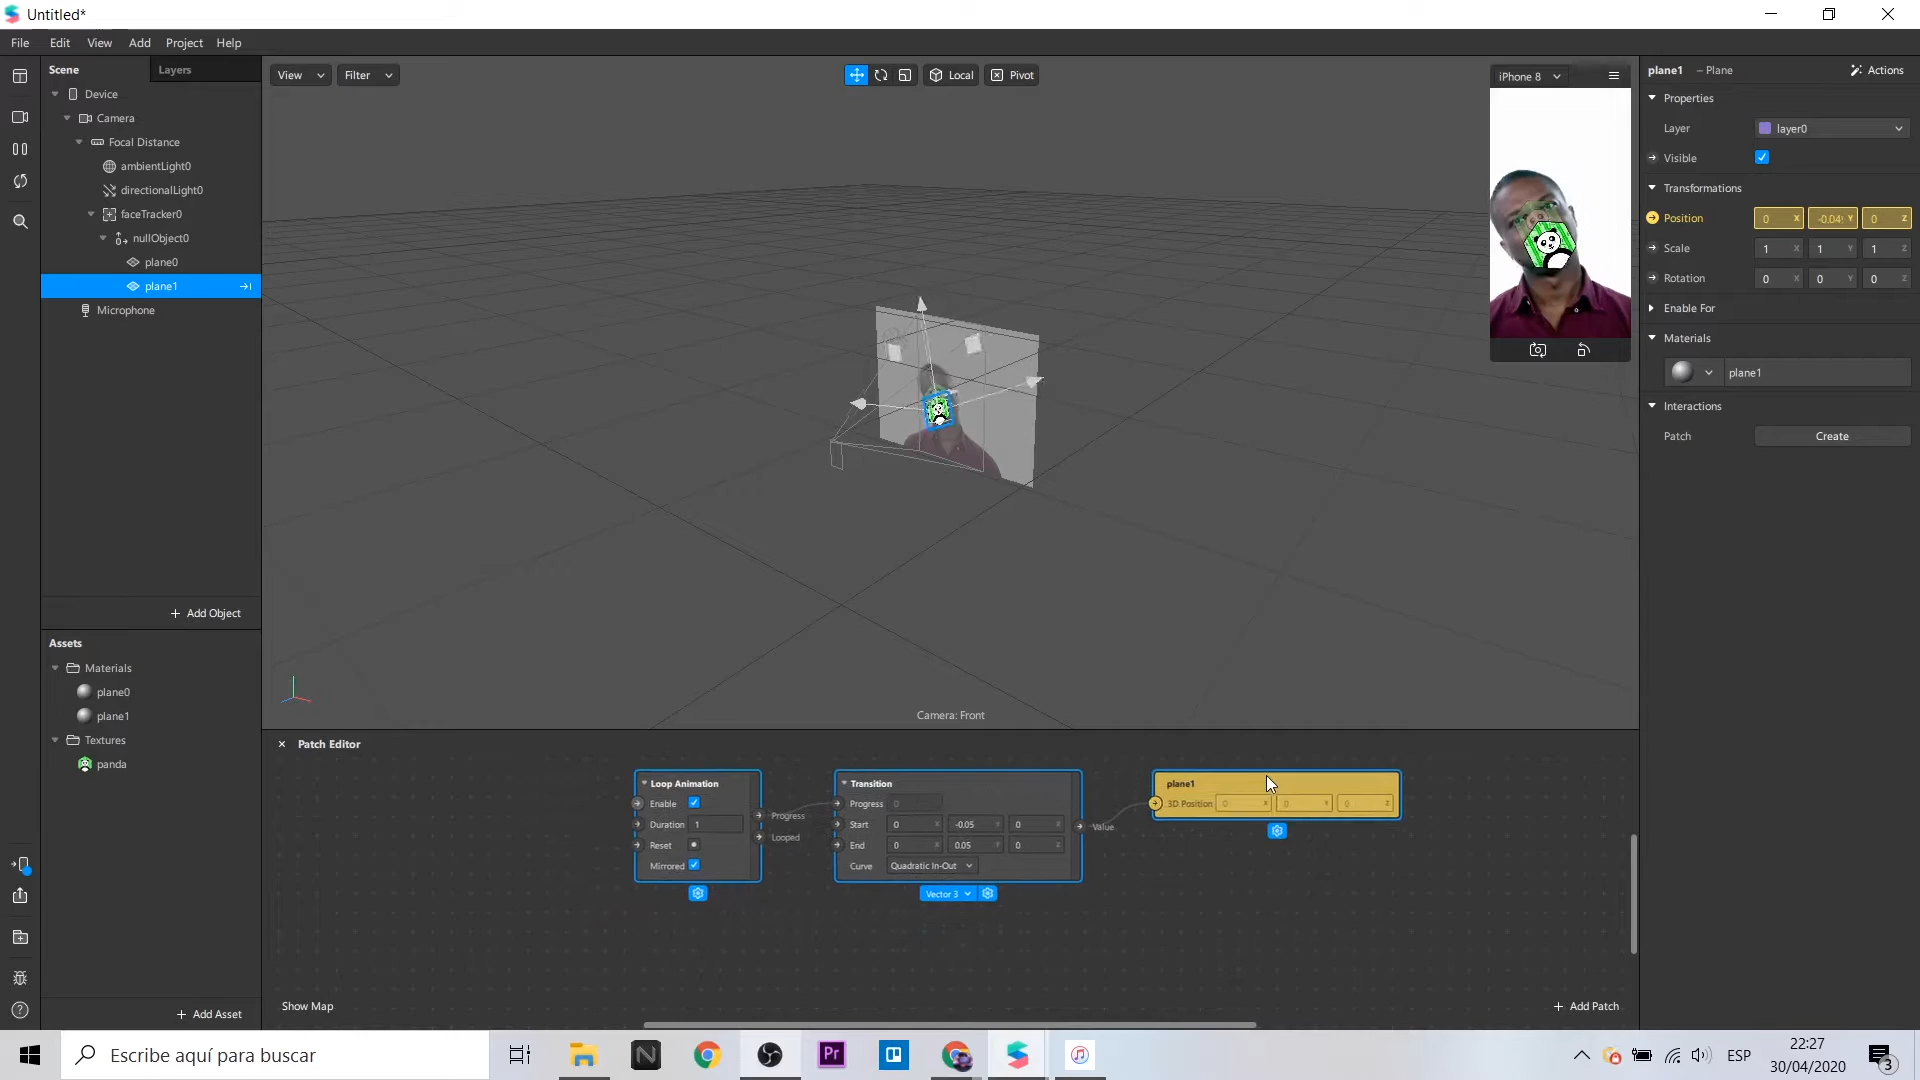 Untitled*
File Edit View Add Project Help
Scene Layers
View Filter Local Pivot
iPhone 8
plane1 – Plane Actions
Device
Camera
Focal Distance
ambientLight0
directionalLight0
faceTracker0
nullObject0
plane0
plane1
Microphone
Properties
Layer layer0
Visible
Transformations
Position 0 X -0.04 Y 0 Z
Scale 1 X 1 Y 1 Z
Rotation 0 X 0 Y 0 Z
Enable For
Materials
plane1
Interactions
Patch Create
+ Add Object
Assets
Materials
plane0
plane1
Textures
panda
+ Add Asset
Camera: Front
Patch Editor
Loop Animation
Enable
Duration 1
Reset
Mirrored
Progress
Looped
Transition
Progress 0
Start 0 X -0.05 Y 0 Z
End 0 X 0.05 Y 0 Z
Curve Quadratic In-Out
Value
Vector 3
plane1
3D Position 0 X 0 Y 0 Z
Show Map
+ Add Patch
Escribe aquí para buscar
N
Pr
ESP
22:27
30/04/2020
3